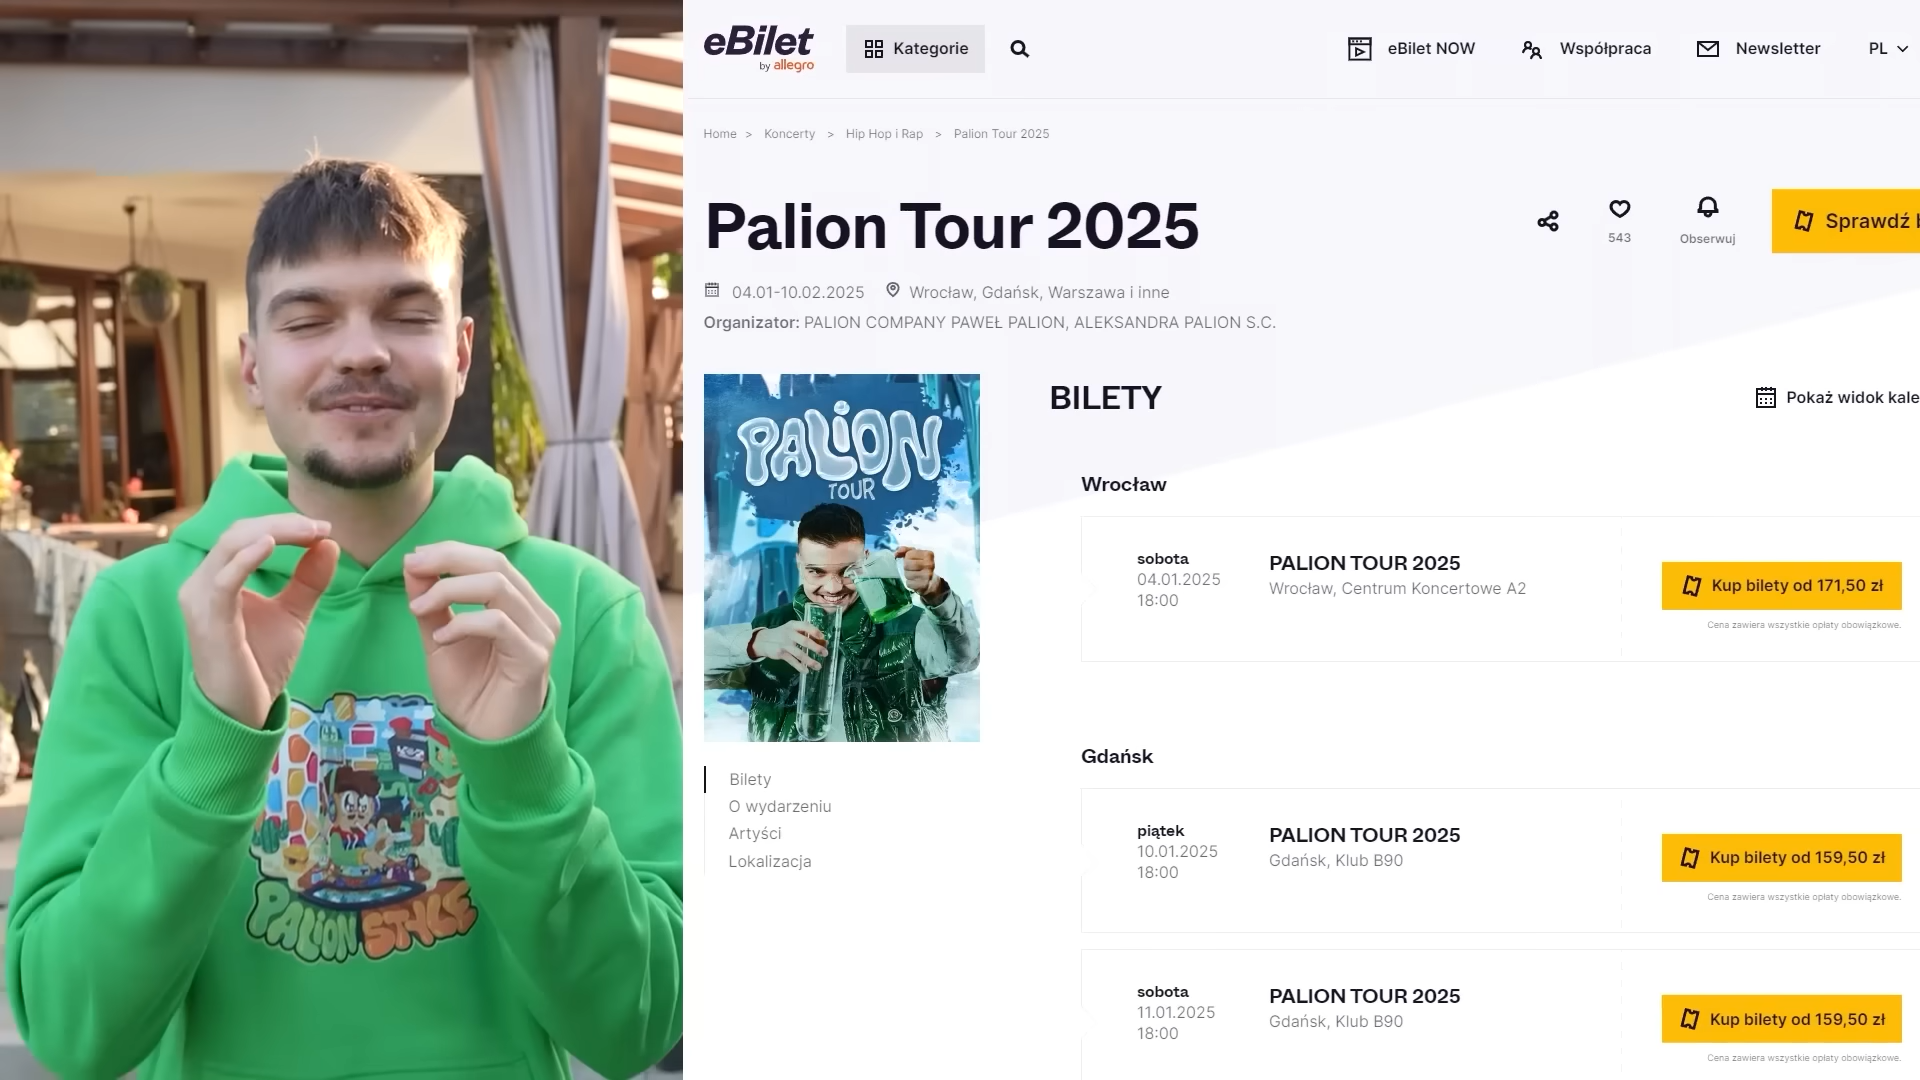 eBilet
by allegro
Kategorie
eBilet NOW
Współpraca
Newsletter
PL
Home > Koncerty > Hip Hop i Rap > Palion Tour 2025
Palion Tour 2025
543
Obserwuj
Sprawdź b
04.01-10.02.2025
Wrocław, Gdańsk, Warszawa i inne
Organizator: PALION COMPANY PAWEŁ PALION, ALEKSANDRA PALION S.C.
PALION
TOUR
Bilety
O wydarzeniu
Artyści
Lokalizacja
BILETY
Pokaż widok kale
Wrocław
sobota
04.01.2025
18:00
PALION TOUR 2025
Wrocław, Centrum Koncertowe A2
Kup bilety od 171,50 zł
Cena zawiera wszystkie opłaty obowiązkowe.
Gdańsk
piątek
10.01.2025
18:00
PALION TOUR 2025
Gdańsk, Klub B90
Kup bilety od 159,50 zł
Cena zawiera wszystkie opłaty obowiązkowe.
sobota
11.01.2025
18:00
PALION TOUR 2025
Gdańsk, Klub B90
Kup bilety od 159,50 zł
Cena zawiera wszystkie opłaty obowiązkowe.
PALION STYLE